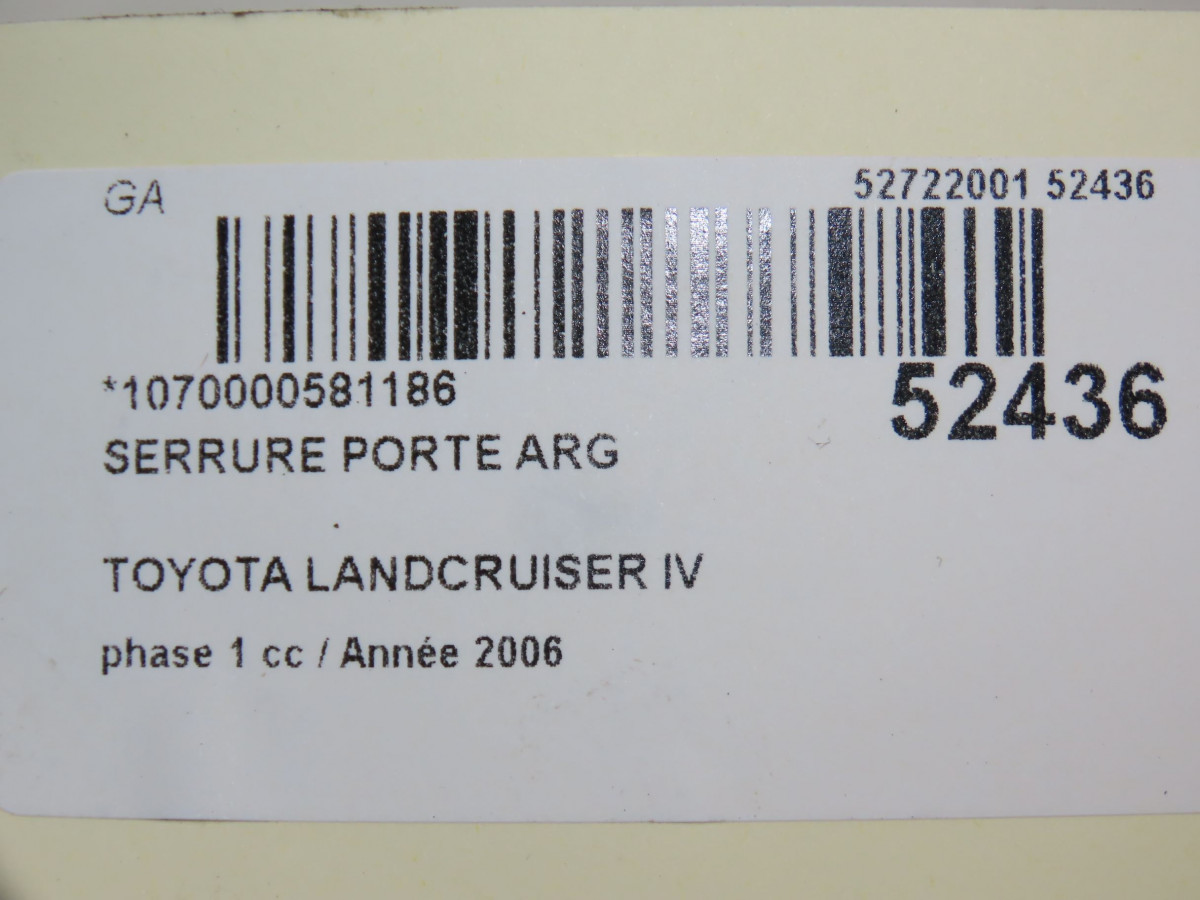 GA
52722001 52436
*1070000581186
52436
SERRURE PORTE ARG
TOYOTA LANDCRUISER IV
phase 1 cc / Année 2006